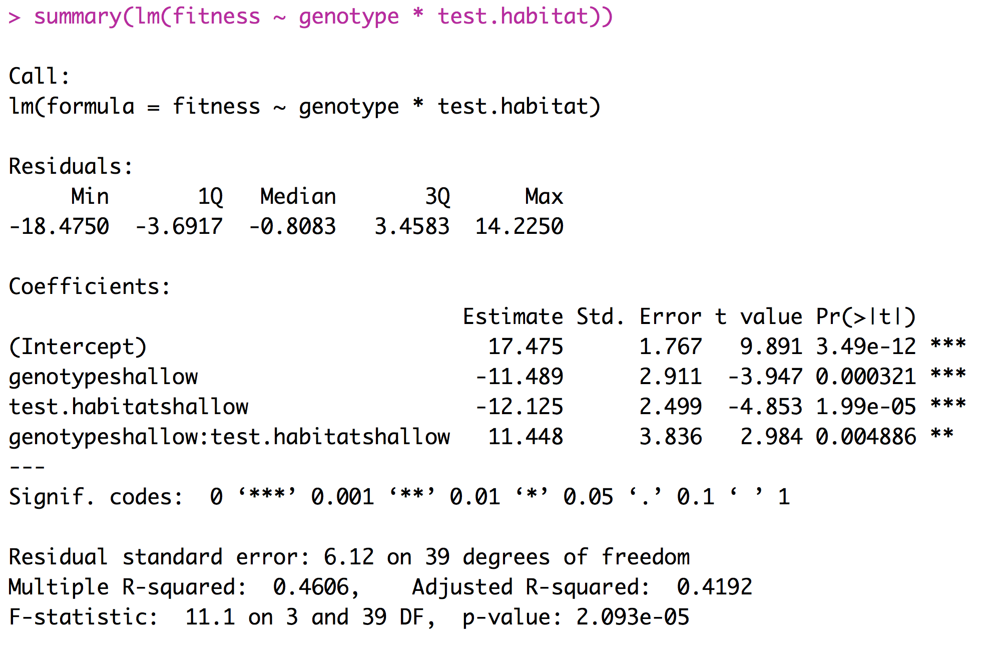 > summary(lm(fitness ~ genotype * test.habitat))
Call:
lm(formula = fitness ~ genotype * test.habitat)
Residuals:
     Min       1Q   Median       3Q      Max
-18.4750  -3.6917  -0.8083   3.4583  14.2250
Coefficients:
                                    Estimate Std. Error t value Pr(>|t|)
(Intercept)                           17.475      1.767   9.891 3.49e-12 ***
genotypeshallow                      -11.489      2.911  -3.947 0.000321 ***
test.habitatshallow                  -12.125      2.499  -4.853 1.99e-05 ***
genotypeshallow:test.habitatshallow   11.448      3.836   2.984 0.004886 **
---
Signif. codes:  0 ‘***’ 0.001 ‘**’ 0.01 ‘*’ 0.05 ‘.’ 0.1 ‘ ’ 1
Residual standard error: 6.12 on 39 degrees of freedom
Multiple R-squared:  0.4606,    Adjusted R-squared:  0.4192
F-statistic:  11.1 on 3 and 39 DF,  p-value: 2.093e-05